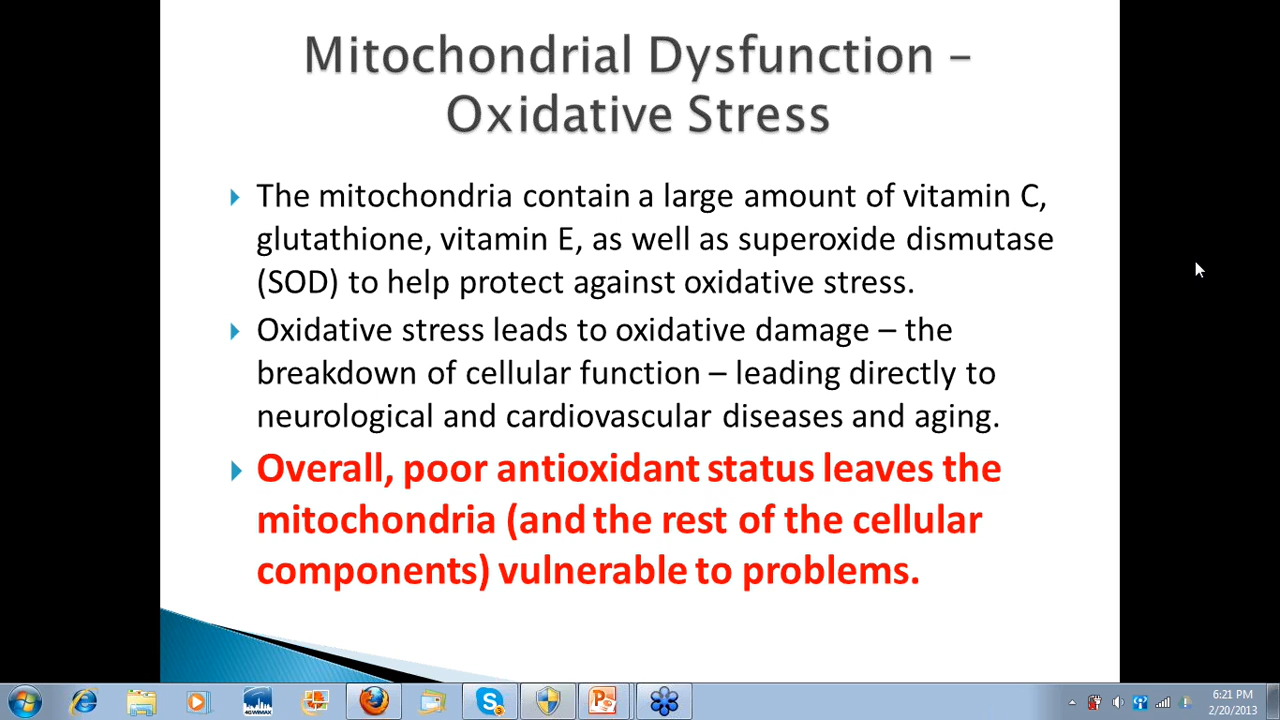 Mitochondrial Dysfunction –
Oxidative Stress
The mitochondria contain a large amount of vitamin C,
glutathione, vitamin E, as well as superoxide dismutase
(SOD) to help protect against oxidative stress.
Oxidative stress leads to oxidative damage – the
breakdown of cellular function – leading directly to
neurological and cardiovascular diseases and aging.
Overall, poor antioxidant status leaves the
mitochondria (and the rest of the cellular
components) vulnerable to problems.
4G WiMAX
3
6:21 PM
2/20/2013